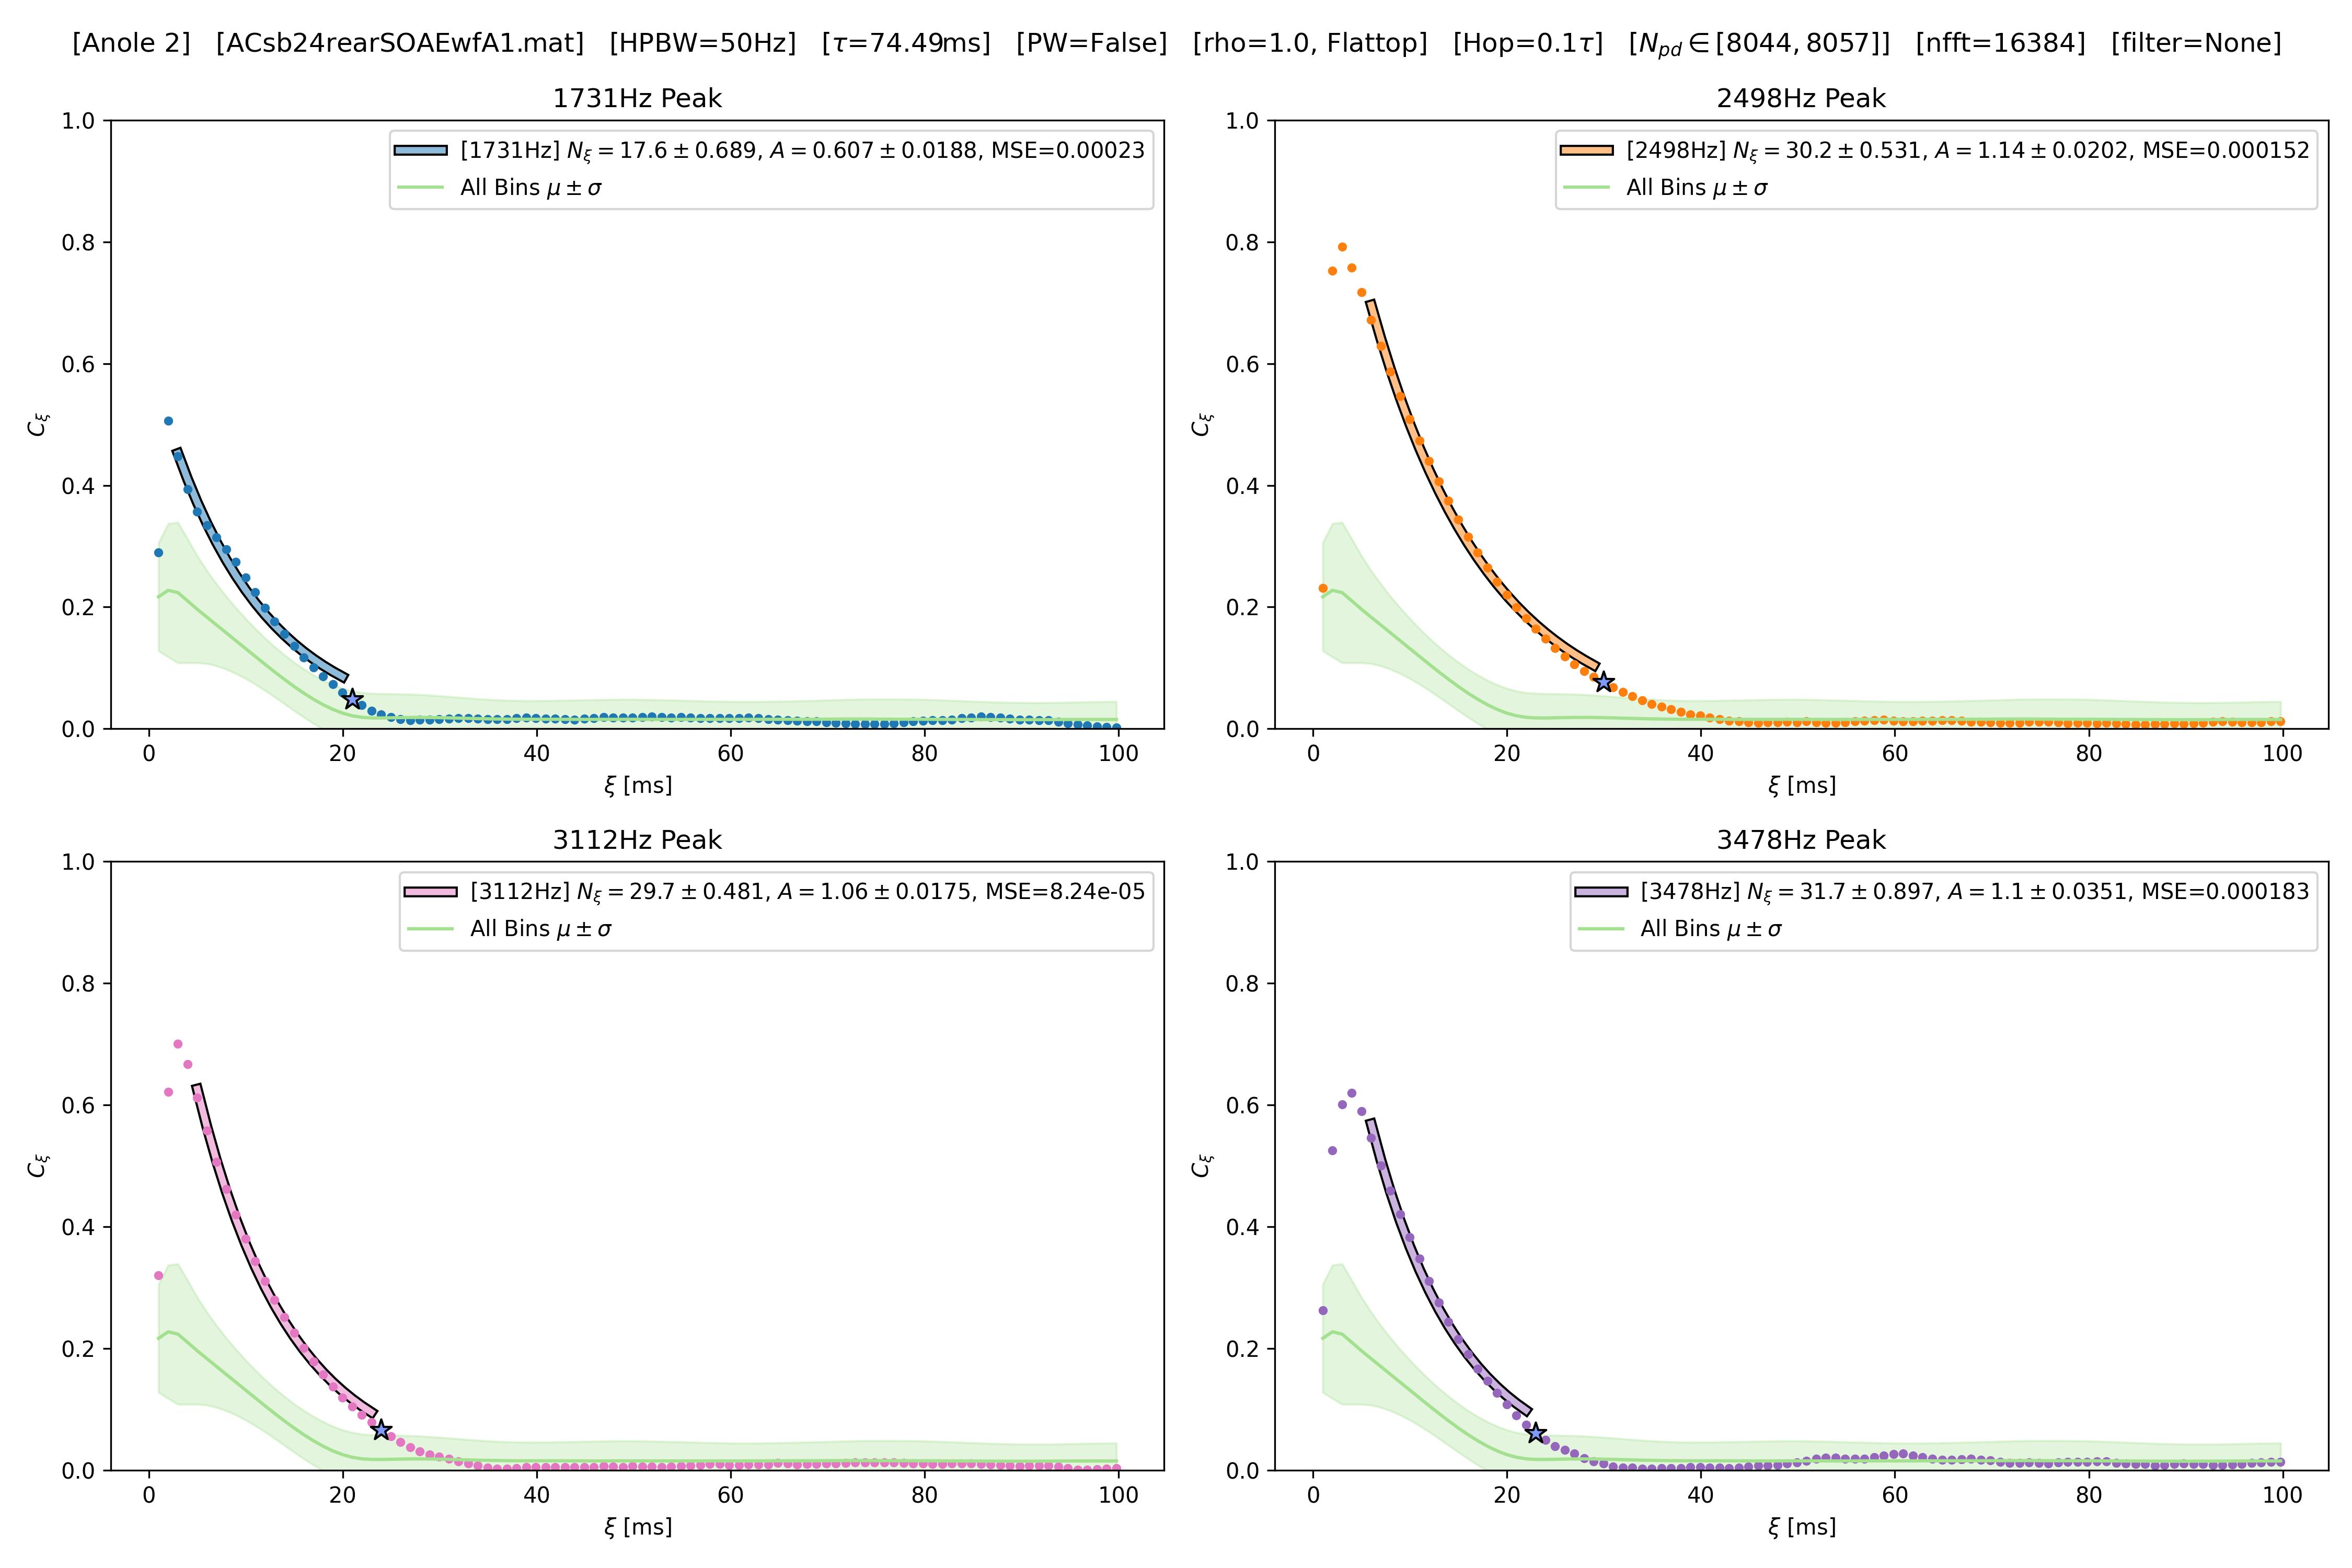 [Anole 2] [ACsb24rearSOAEwfA1.mat] [HPBW=50Hz] [τ=74.49ms] [PW=False] [rho=1.0, Flattop] [Hop=0.1τ] [N_pd ∈ [8044, 8057]] [nfft=16384] [filter=None]
1731Hz Peak
[1731Hz] N_ξ = 17.6 ± 0.689, A = 0.607 ± 0.0188, MSE=0.00023
All Bins μ ± σ
1.0
0.8
0.6
0.4
0.2
0.0
C_ξ
0 20 40 60 80 100
ξ [ms]
2498Hz Peak
[2498Hz] N_ξ = 30.2 ± 0.531, A = 1.14 ± 0.0202, MSE=0.000152
All Bins μ ± σ
1.0
0.8
0.6
0.4
0.2
0.0
C_ξ
0 20 40 60 80 100
ξ [ms]
3112Hz Peak
[3112Hz] N_ξ = 29.7 ± 0.481, A = 1.06 ± 0.0175, MSE=8.24e-05
All Bins μ ± σ
1.0
0.8
0.6
0.4
0.2
0.0
C_ξ
0 20 40 60 80 100
ξ [ms]
3478Hz Peak
[3478Hz] N_ξ = 31.7 ± 0.897, A = 1.1 ± 0.0351, MSE=0.000183
All Bins μ ± σ
1.0
0.8
0.6
0.4
0.2
0.0
C_ξ
0 20 40 60 80 100
ξ [ms]